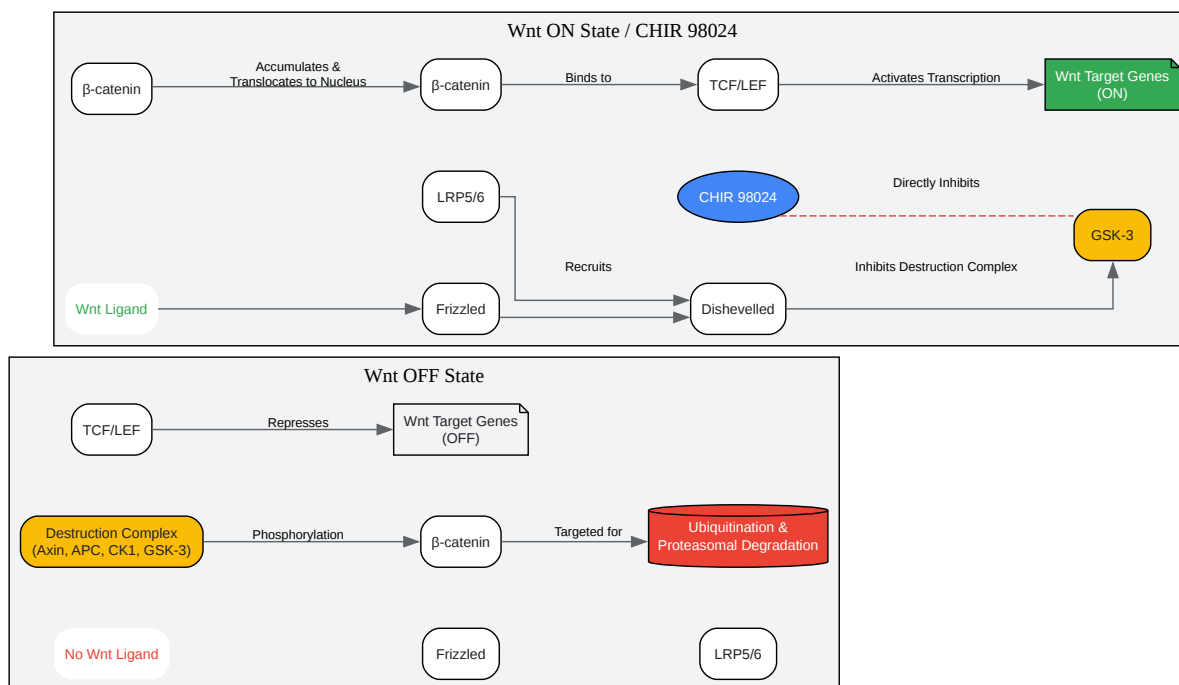 Wnt ON State / CHIR 98024
β-catenin
Accumulates &
Translocates to Nucleus
β-catenin
Binds to
TCF/LEF
Activates Transcription
Wnt Target Genes
(ON)
LRP5/6
CHIR 98024
Directly Inhibits
GSK-3
Recruits
Inhibits Destruction Complex
Wnt Ligand
Frizzled
Dishevelled
Wnt OFF State
TCF/LEF
Represses
Wnt Target Genes
(OFF)
Destruction Complex
(Axin, APC, CK1, GSK-3)
Phosphorylation
β-catenin
Targeted for
Ubiquitination &
Proteasomal Degradation
No Wnt Ligand
Frizzled
LRP5/6